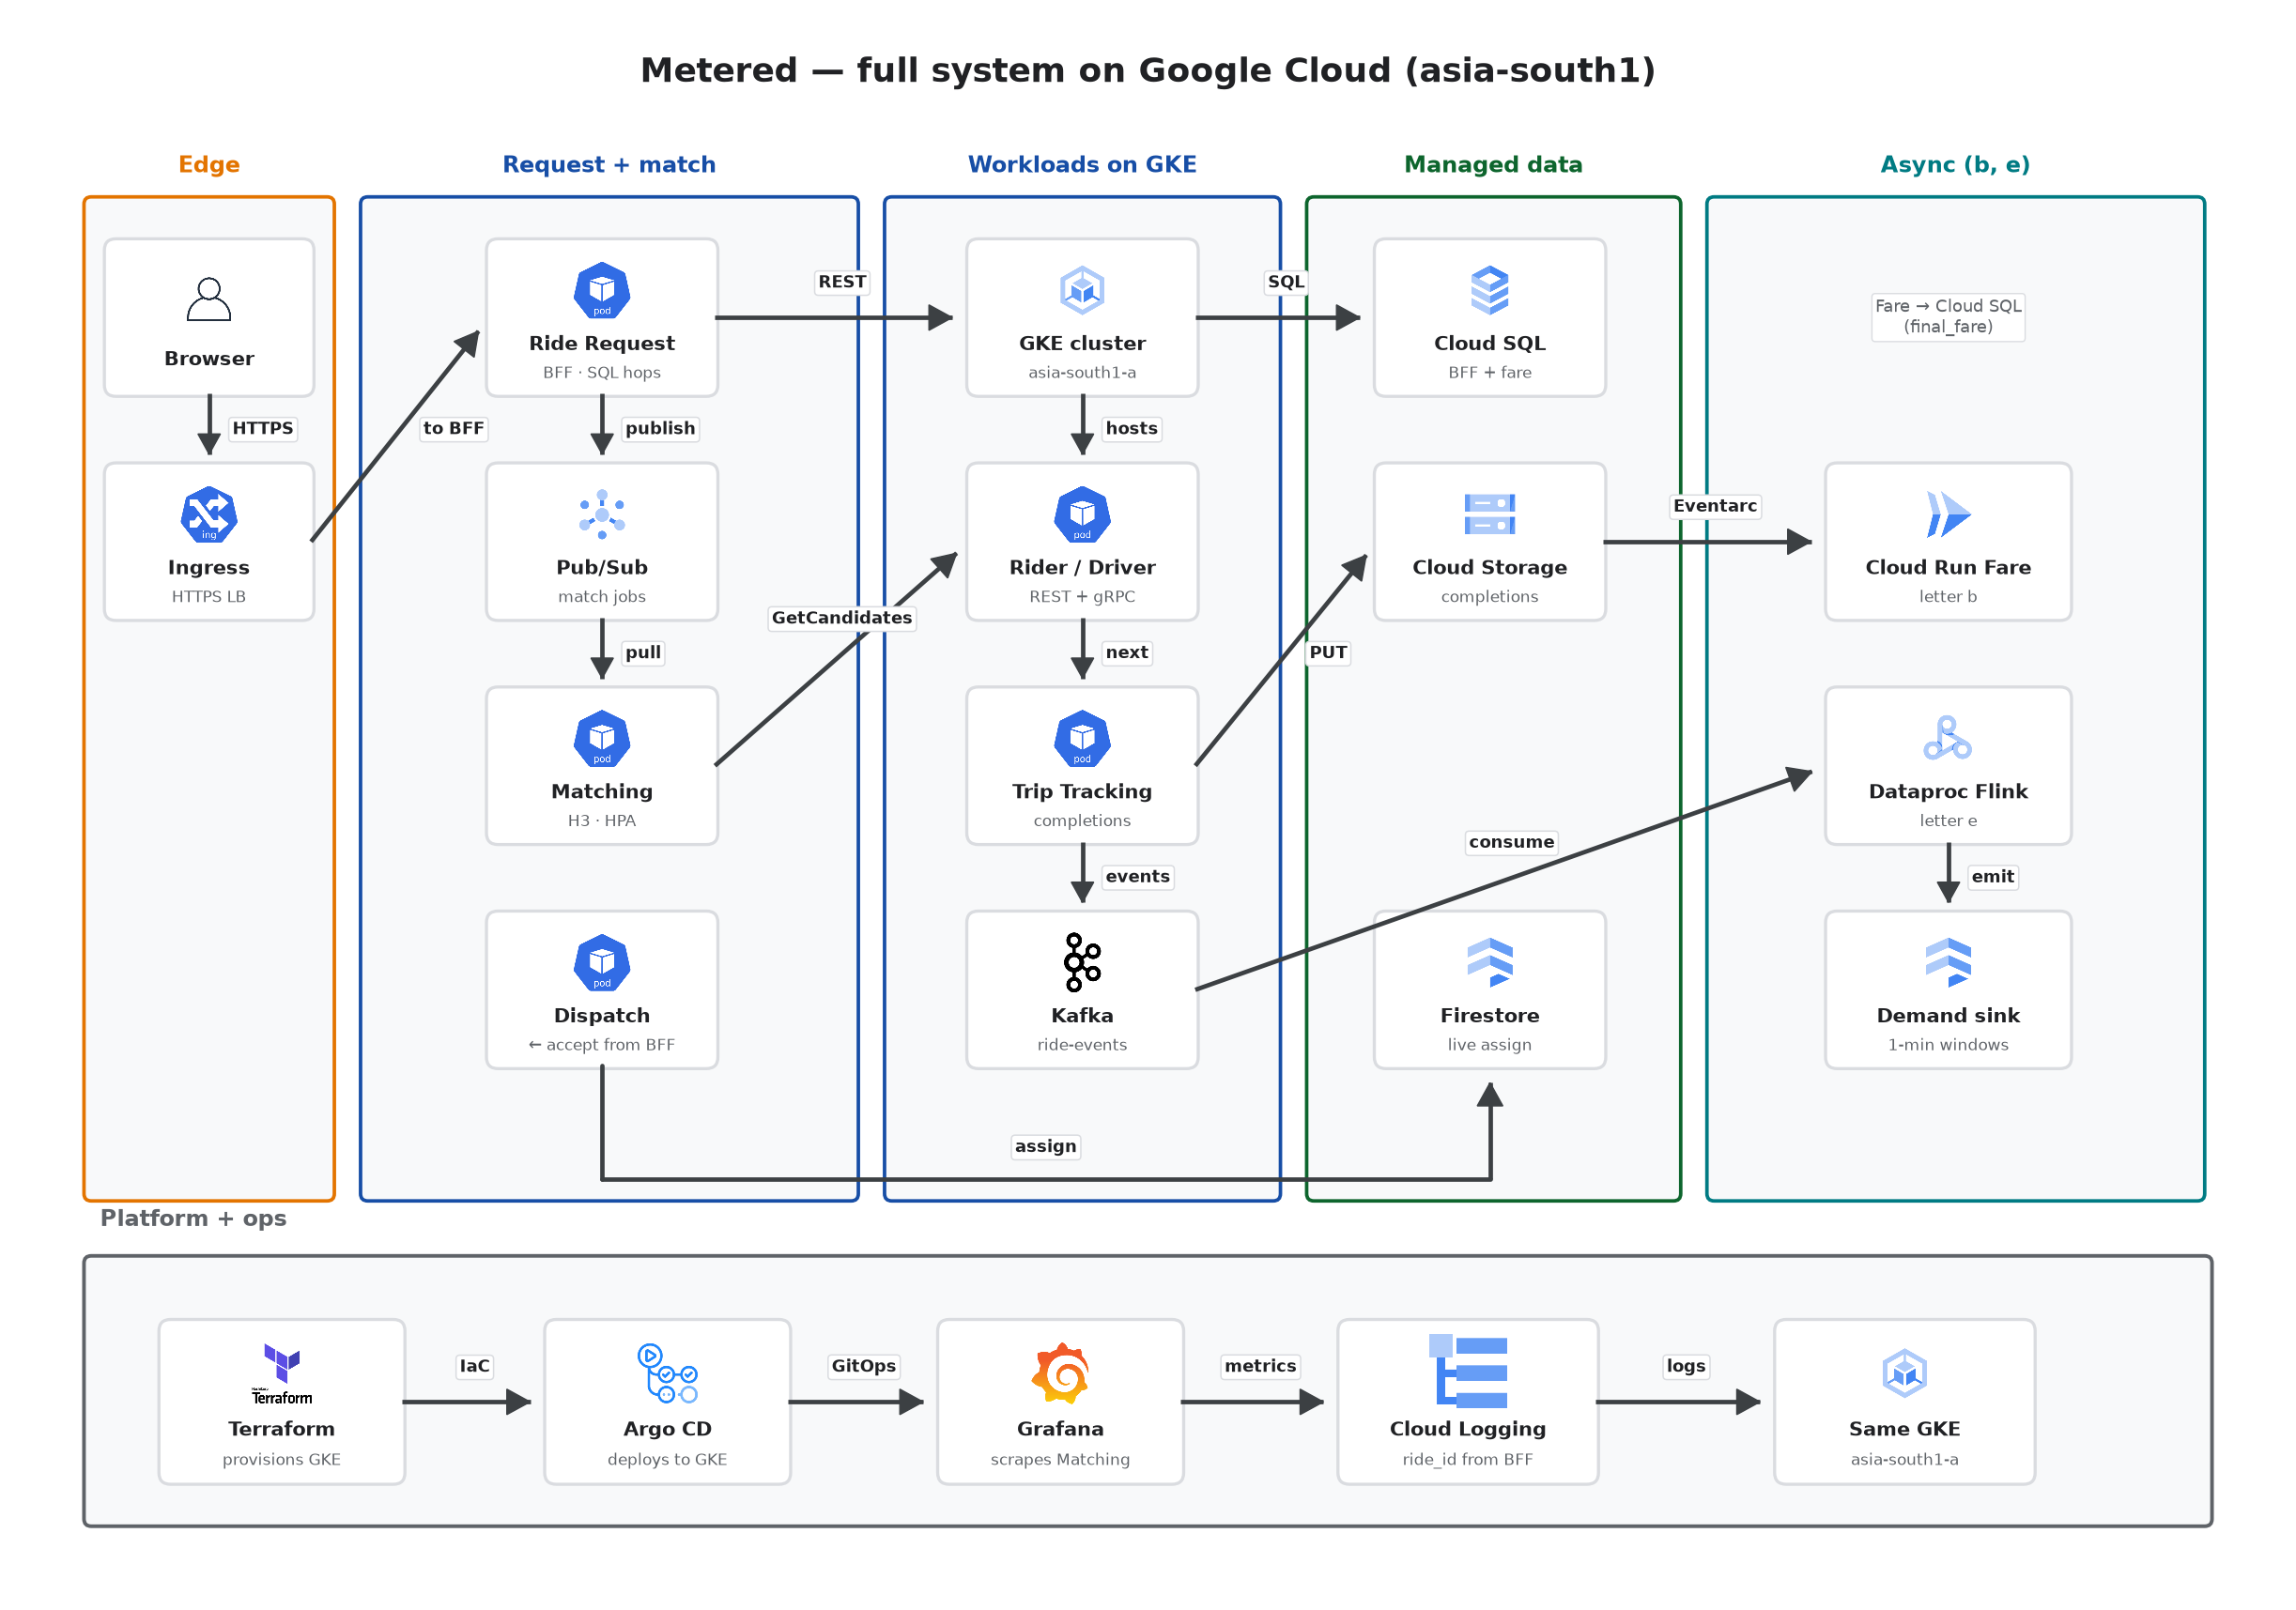 Metered — full system on Google Cloud (asia-south1)
Edge
Browser
HTTPS
ing
Ingress
HTTPS LB
to BFF
Request + match
pod
Ride Request
BFF · SQL hops
publish
Pub/Sub
match jobs
pull
pod
Matching
H3 · HPA
pod
Dispatch
← accept from BFF
REST
GetCandidates
assign
Workloads on GKE
GKE cluster
asia-south1-a
hosts
pod
Rider / Driver
REST + gRPC
next
pod
Trip Tracking
completions
events
Kafka
ride-events
SQL
PUT
consume
Managed data
Cloud SQL
BFF + fare
Cloud Storage
completions
Firestore
live assign
Eventarc
Async (b, e)
Fare → Cloud SQL
(final_fare)
Cloud Run Fare
letter b
Dataproc Flink
letter e
emit
Demand sink
1-min windows
Platform + ops
Terraform
Terraform
provisions GKE
IaC
Argo CD
deploys to GKE
GitOps
Grafana
scrapes Matching
metrics
Cloud Logging
ride_id from BFF
logs
Same GKE
asia-south1-a